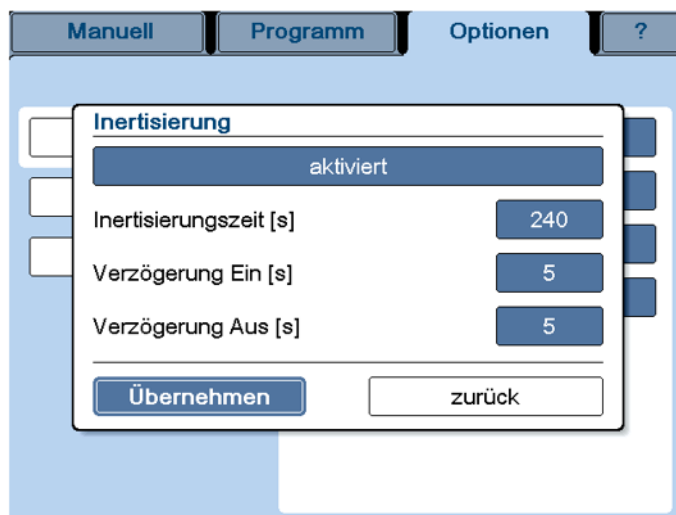 Manuell Programm Optionen ?
Inertisierung
aktiviert
Inertisierungszeit [s] 240
Verzögerung Ein [s] 5
Verzögerung Aus [s] 5
Übernehmen zurück